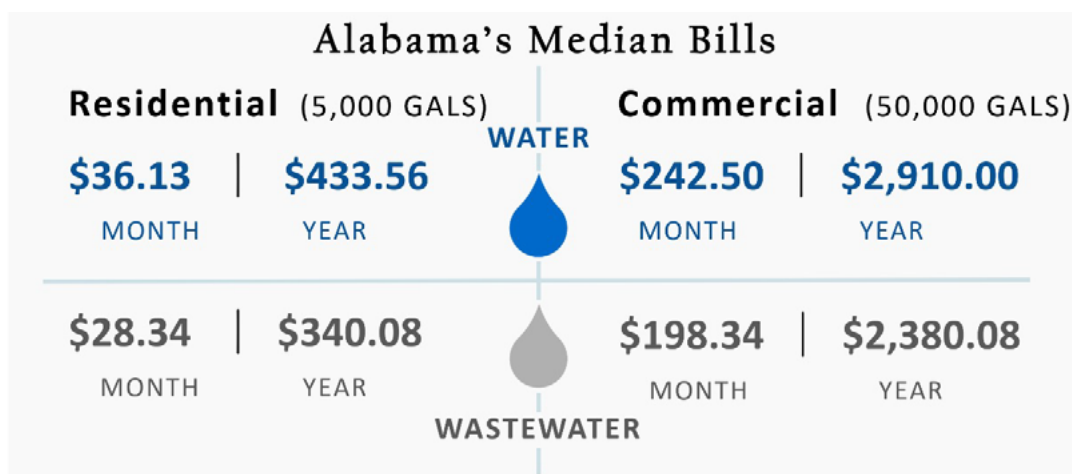 Alabama's Median Bills
Residential (5,000 GALS)
Commercial (50,000 GALS)
WATER
$36.13 | $433.56
MONTH YEAR
$242.50 | $2,910.00
MONTH YEAR
$28.34 | $340.08
MONTH YEAR
$198.34 | $2,380.08
MONTH YEAR
WASTEWATER